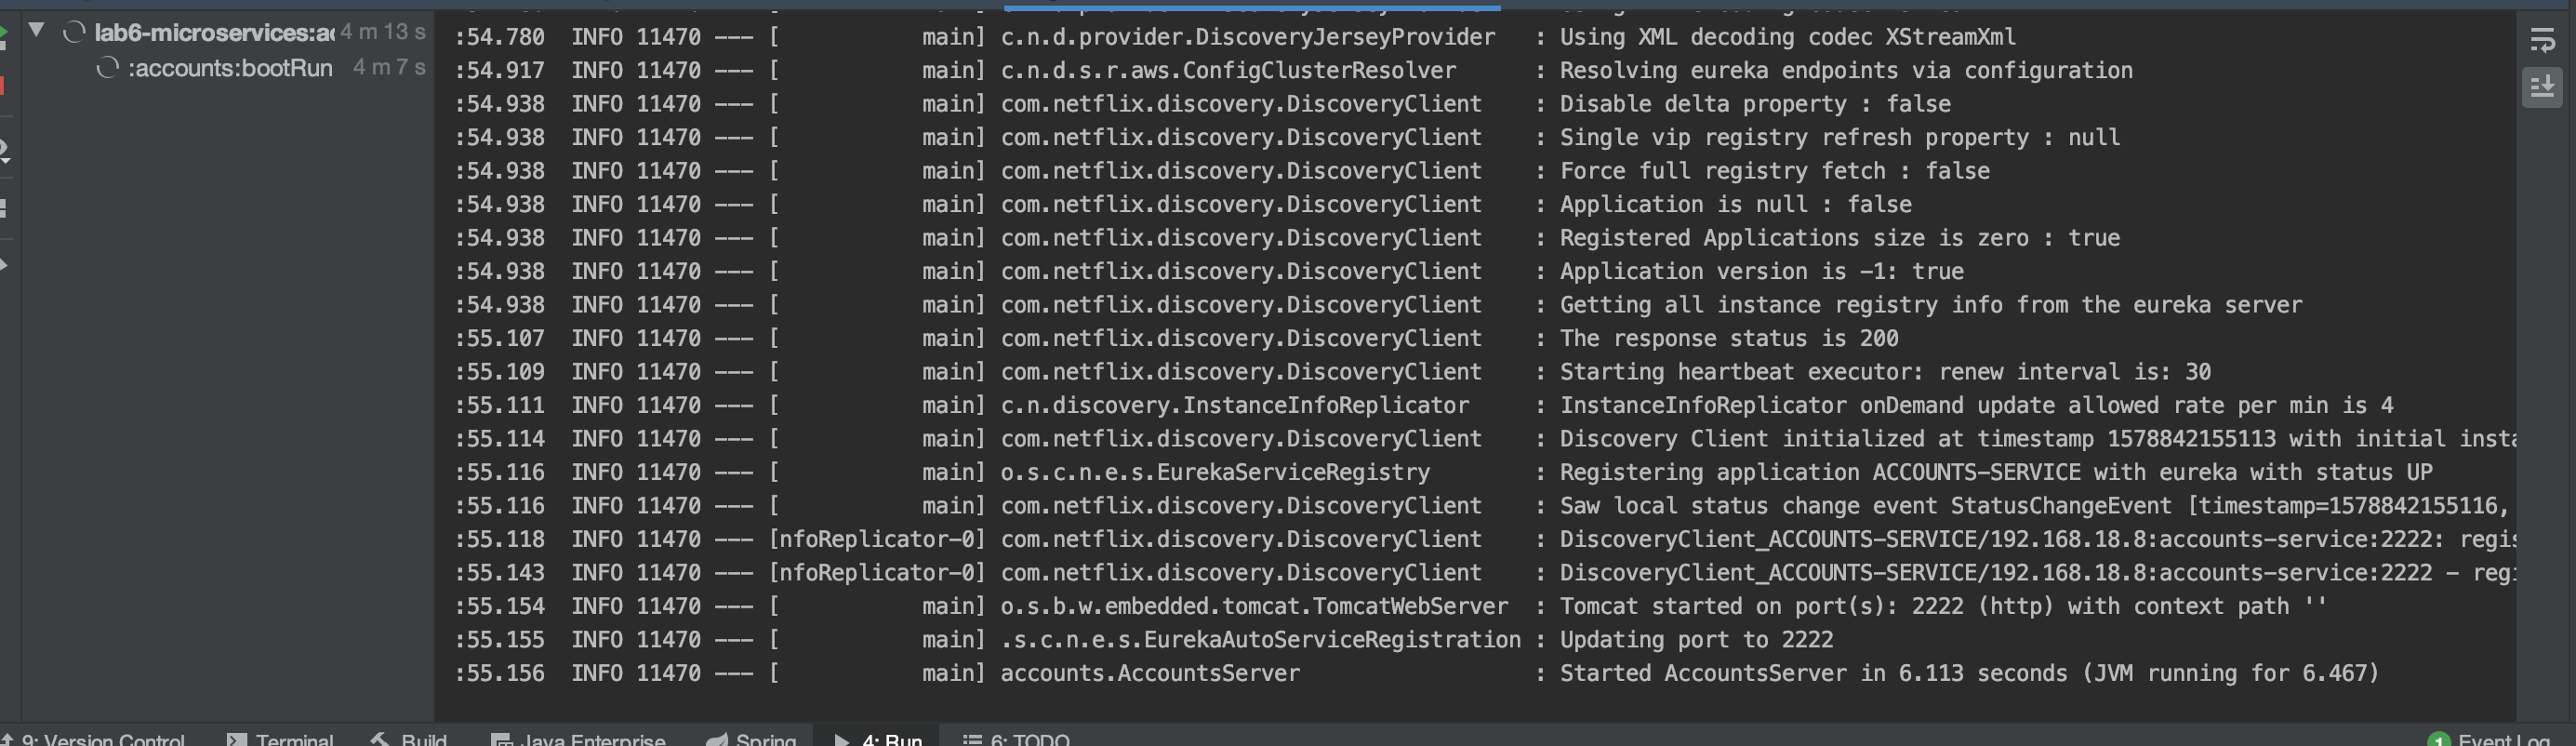 lab6-microservices:ac 4 m 13 s
:accounts:bootRun 4 m 7 s
:54.780 INFO 11470 --- [ main] c.n.d.provider.DiscoveryJerseyProvider : Using XML decoding codec XStreamXml
:54.917 INFO 11470 --- [ main] c.n.d.s.r.aws.ConfigClusterResolver : Resolving eureka endpoints via configuration
:54.938 INFO 11470 --- [ main] com.netflix.discovery.DiscoveryClient : Disable delta property : false
:54.938 INFO 11470 --- [ main] com.netflix.discovery.DiscoveryClient : Single vip registry refresh property : null
:54.938 INFO 11470 --- [ main] com.netflix.discovery.DiscoveryClient : Force full registry fetch : false
:54.938 INFO 11470 --- [ main] com.netflix.discovery.DiscoveryClient : Application is null : false
:54.938 INFO 11470 --- [ main] com.netflix.discovery.DiscoveryClient : Registered Applications size is zero : true
:54.938 INFO 11470 --- [ main] com.netflix.discovery.DiscoveryClient : Application version is -1: true
:54.938 INFO 11470 --- [ main] com.netflix.discovery.DiscoveryClient : Getting all instance registry info from the eureka server
:55.107 INFO 11470 --- [ main] com.netflix.discovery.DiscoveryClient : The response status is 200
:55.109 INFO 11470 --- [ main] com.netflix.discovery.DiscoveryClient : Starting heartbeat executor: renew interval is: 30
:55.111 INFO 11470 --- [ main] c.n.discovery.InstanceInfoReplicator : InstanceInfoReplicator onDemand update allowed rate per min is 4
:55.114 INFO 11470 --- [ main] com.netflix.discovery.DiscoveryClient : Discovery Client initialized at timestamp 1578842155113 with initial insta
:55.116 INFO 11470 --- [ main] o.s.c.n.e.s.EurekaServiceRegistry : Registering application ACCOUNTS-SERVICE with eureka with status UP
:55.116 INFO 11470 --- [ main] com.netflix.discovery.DiscoveryClient : Saw local status change event StatusChangeEvent [timestamp=1578842155116,
:55.118 INFO 11470 --- [nfoReplicator-0] com.netflix.discovery.DiscoveryClient : DiscoveryClient_ACCOUNTS-SERVICE/192.168.18.8:accounts-service:2222: regis
:55.143 INFO 11470 --- [nfoReplicator-0] com.netflix.discovery.DiscoveryClient : DiscoveryClient_ACCOUNTS-SERVICE/192.168.18.8:accounts-service:2222 - regi
:55.154 INFO 11470 --- [ main] o.s.b.w.embedded.tomcat.TomcatWebServer : Tomcat started on port(s): 2222 (http) with context path ''
:55.155 INFO 11470 --- [ main] .s.c.n.e.s.EurekaAutoServiceRegistration : Updating port to 2222
:55.156 INFO 11470 --- [ main] accounts.AccountsServer : Started AccountsServer in 6.113 seconds (JVM running for 6.467)
9: Version Control Terminal Build Java Enterprise Spring 4: Run 6: TODO 1 Event Log